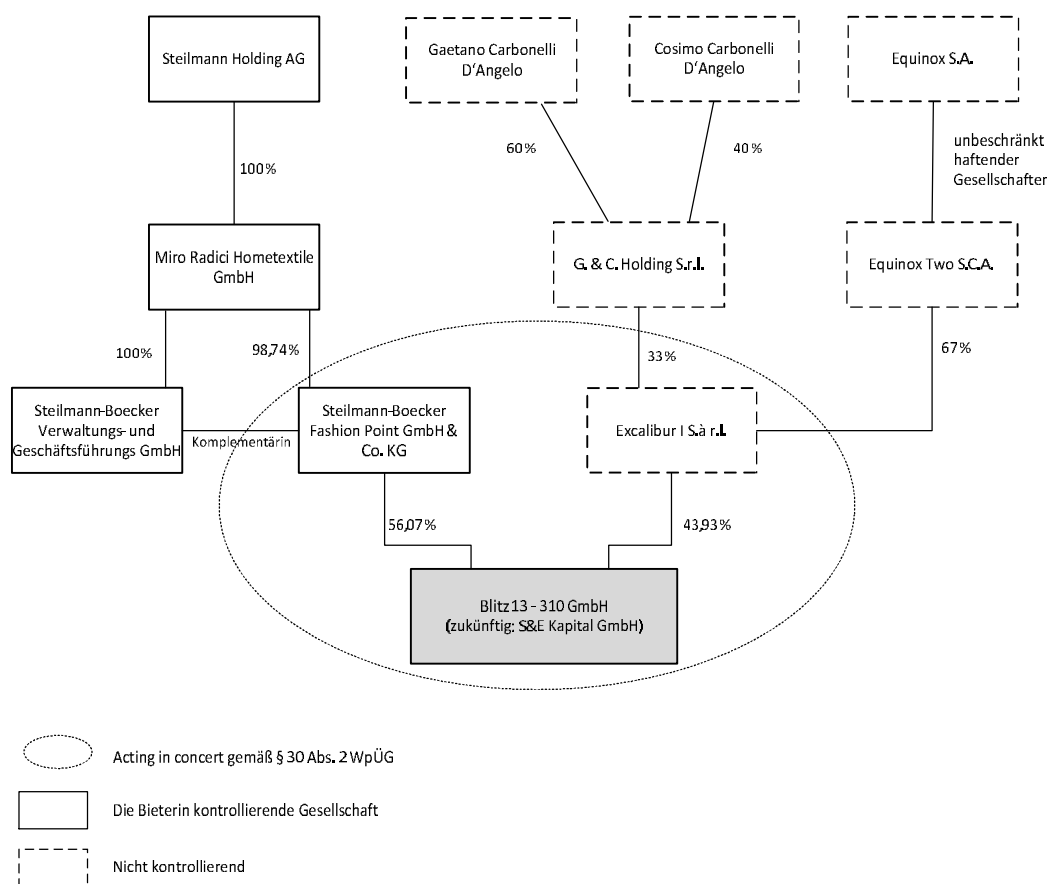 Steilmann Holding AG
Gaetano Carbonelli
D'Angelo
Cosimo Carbonelli
D'Angelo
Equinox S.A.
100%
60%
40%
unbeschränkt
haftender
Gesellschafter
Miro Radici Hometextile
GmbH
G. & C. Holding S.r.l.
Equinox Two S.C.A.
100%
98,74%
33%
67%
Steilmann-Boecker
Verwaltungs- und
Geschäftsführungs GmbH
Komplementärin
Steilmann-Boecker
Fashion Point GmbH &
Co. KG
Excalibur I S.à r.l.
56,07%
43,93%
Blitz 13 - 310 GmbH
(zukünftig: S&E Kapital GmbH)
Acting in concert gemäß § 30 Abs. 2 WpÜG
Die Bieterin kontrollierende Gesellschaft
Nicht kontrollierend